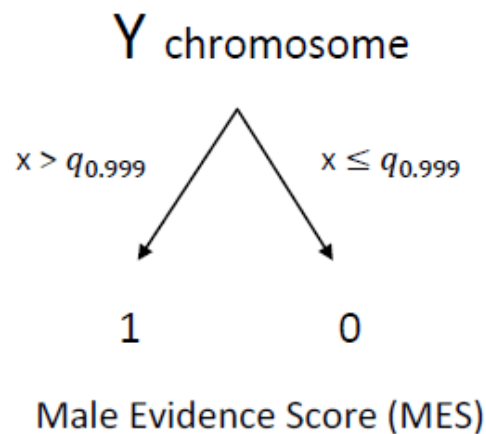 Y chromosome
x > q0.999 x ≤ q0.999
1 0
Male Evidence Score (MES)